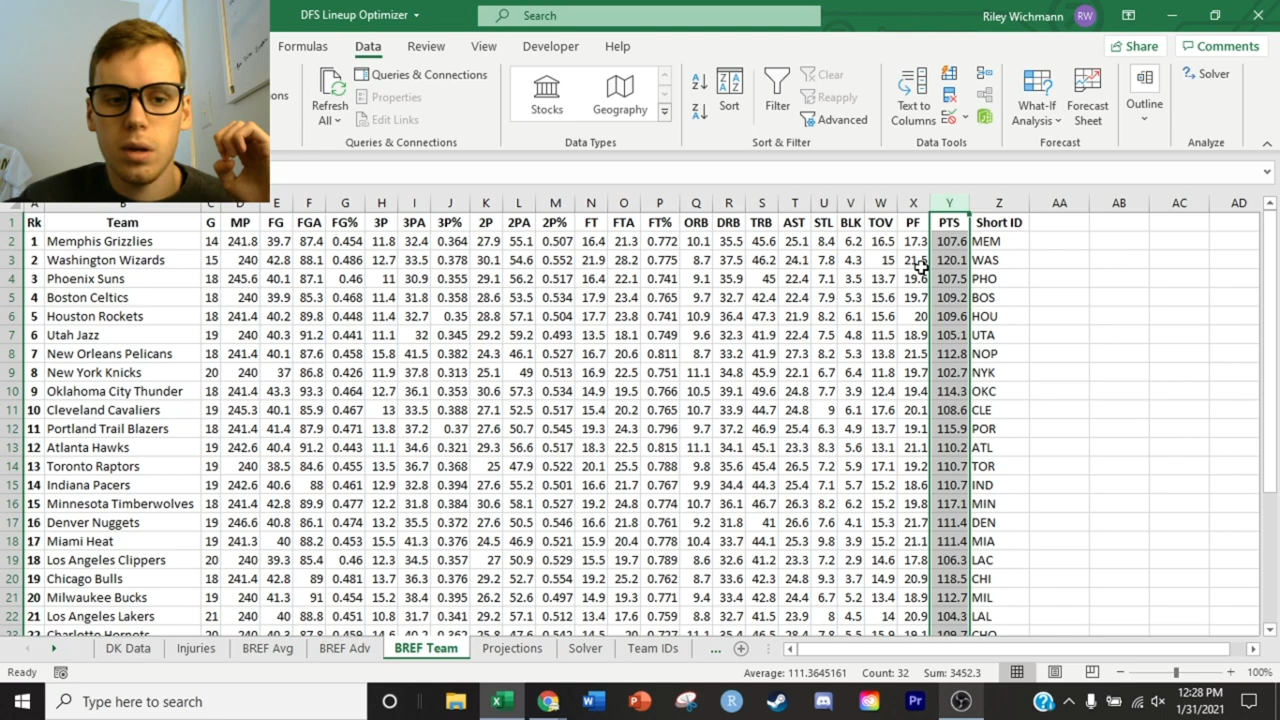 DFS Lineup Optimizer
Search
Riley Wichmann RW
Formulas Data Review View Developer Help Share Comments
Refresh All Queries & Connections Properties Edit Links
Stocks Geography
Sort Filter Clear Reapply Advanced
Text to Columns What-If Analysis Forecast Sheet Outline Solver
Queries & Connections Data Types Sort & Filter Data Tools Forecast Analyze
A B C D E F G H I J K L M N O P Q R S T U V W X Y Z AA AB AC AD
1 Rk Team G MP FG FGA FG% 3P 3PA 3P% 2P 2PA 2P% FT FTA FT% ORB DRB TRB AST STL BLK TOV PF PTS Short ID
2 1 Memphis Grizzlies 14 241.8 39.7 87.4 0.454 11.8 32.4 0.364 27.9 55.1 0.507 16.4 21.3 0.772 10.1 35.5 45.6 25.1 8.4 6.2 16.5 17.3 107.6 MEM
3 2 Washington Wizards 15 240 42.8 88.1 0.486 12.7 33.5 0.378 30.1 54.6 0.552 21.9 28.2 0.775 8.7 37.5 46.2 24.1 7.8 4.3 15 120.1 WAS
4 3 Phoenix Suns 18 245.6 40.1 87.3 0.46 11 30.9 0.355 29.1 56.3 0.517 16.4 22.1 0.741 9.1 35.9 45 22.4 7.1 3.5 13.7 19.6 107.5 PHO
5 4 Boston Celtics 18 240 39.9 85.3 0.468 11.4 31.8 0.358 28.6 53.5 0.534 17.9 23.4 0.765 9.7 32.7 42.4 22.4 7.9 5.3 15.6 19.7 109.2 BOS
6 5 Houston Rockets 18 241.4 40.2 89.8 0.448 11.4 32.7 0.35 28.8 57.1 0.504 17.7 23.8 0.741 10.9 36.4 47.3 21.9 8.2 6.1 15.6 20 109.6 HOU
7 6 Utah Jazz 19 240 40.3 91.2 0.441 11.1 32 0.345 29.2 59.2 0.493 13.5 18.1 0.749 9.6 32.3 41.9 22.4 7.5 4.8 11.5 18.9 105.1 UTA
8 7 New Orleans Pelicans 18 241.4 40.1 87.6 0.458 15.8 41.5 0.382 24.3 46.1 0.527 16.7 20.6 0.811 8.7 33.2 41.9 27.3 8.2 5.3 13.8 21.5 112.8 NOP
9 8 New York Knicks 20 240 37 86.8 0.426 11.9 37.8 0.313 25.1 49 0.513 16.9 22.5 0.751 11.1 34.8 45.9 22.1 6.7 6.4 11.8 19.7 102.7 NYK
10 9 Oklahoma City Thunder 18 241.4 43.3 93.3 0.464 12.7 36.1 0.353 30.6 57.3 0.534 14.9 19.5 0.766 10.5 39.1 49.6 24.8 7.7 3.9 12.4 19.4 114.3 OKC
11 10 Cleveland Cavaliers 19 245.3 40.1 85.9 0.467 13 33.5 0.388 27.1 52.5 0.517 15.4 20.2 0.765 10.7 33.9 44.7 24.8 9 6.1 17.6 20.1 108.6 CLE
12 11 Portland Trail Blazers 18 241.4 41.4 87.9 0.471 13.8 37.2 0.37 27.6 50.7 0.545 19.3 24.3 0.796 9.7 37.2 46.9 25.4 6.3 4.9 13.7 19.1 115.9 POR
13 12 Atlanta Hawks 19 242.6 40.4 91.2 0.443 11.1 34.6 0.321 29.3 56.6 0.517 18.3 22.5 0.815 11.1 34.1 45.1 23.3 8.2 5.6 13.1 21.1 110.2 ATL
14 13 Toronto Raptors 19 240 38.5 84.6 0.455 13.5 36.7 0.368 25 47.9 0.522 20.1 25.5 0.788 9.8 35.6 45.4 26.5 7.2 5.9 17.1 19.2 110.7 TOR
15 14 Indiana Pacers 19 242.6 40.6 88 0.461 12.9 32.8 0.394 27.6 55.2 0.501 16.6 21.7 0.767 9.9 34.4 44.3 25.4 7.1 5.7 15.2 18.6 110.7 IND
16 15 Minnesota Timberwolves 18 241.4 42.8 89.9 0.477 12.2 31.8 0.384 30.6 58.1 0.527 19.2 24.8 0.774 10.7 36.1 46.7 26.3 8.2 6.2 15.3 19.8 117.1 MIN
17 16 Denver Nuggets 19 246.6 40.8 86.1 0.474 13.2 35.5 0.372 27.6 50.5 0.546 16.6 21.8 0.761 9.2 31.8 41 26.6 7.6 4.1 15.3 21.7 111.4 DEN
18 17 Miami Heat 19 241.3 40 88.2 0.453 15.5 41.3 0.376 24.5 46.9 0.521 15.9 20.4 0.778 10.4 33.7 44.1 25.3 9.8 3.9 15.2 21.1 111.4 MIA
19 18 Los Angeles Clippers 20 240 39.3 85.4 0.46 12.3 34.5 0.357 27 50.9 0.529 15.5 19.7 0.789 8.6 32.6 41.2 23.3 7.2 2.9 14.6 17.8 106.3 LAC
20 19 Chicago Bulls 18 241.4 42.8 89 0.481 13.7 36.3 0.376 29.2 52.7 0.554 19.2 25.2 0.762 8.7 33.6 42.3 24.8 9.3 3.7 14.9 20.9 118.5 CHI
21 20 Milwaukee Bucks 18 240 41.3 91 0.454 15.2 38.4 0.395 26.2 52.6 0.497 14.9 19.3 0.771 9.4 33.4 42.8 24.4 6.7 5.2 13.4 18.9 112.7 MIL
22 21 Los Angeles Lakers 21 240 40 88.8 0.451 10.8 31.7 0.341 29.2 57.1 0.512 13.4 17.6 0.759 8.8 32.7 41.5 23.9 8 4.8 14 20.9 104.3 LAL
DK Data Injuries BREF Avg BREF Adv BREF Team Projections Solver Team IDs ...
Ready Average: 111.3645161 Count: 32 Sum: 3452.3 100%
Type here to search
12:28 PM
1/31/2021